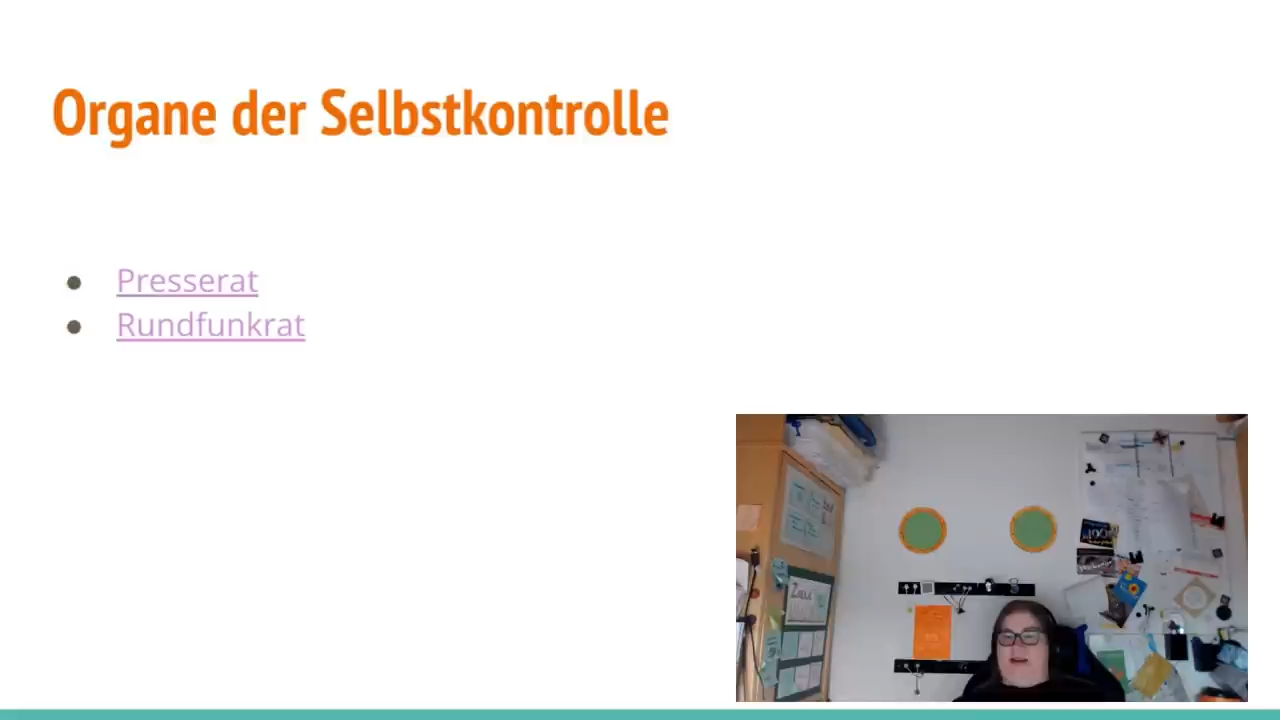 Organe der Selbstkontrolle
Presserat
Rundfunkrat